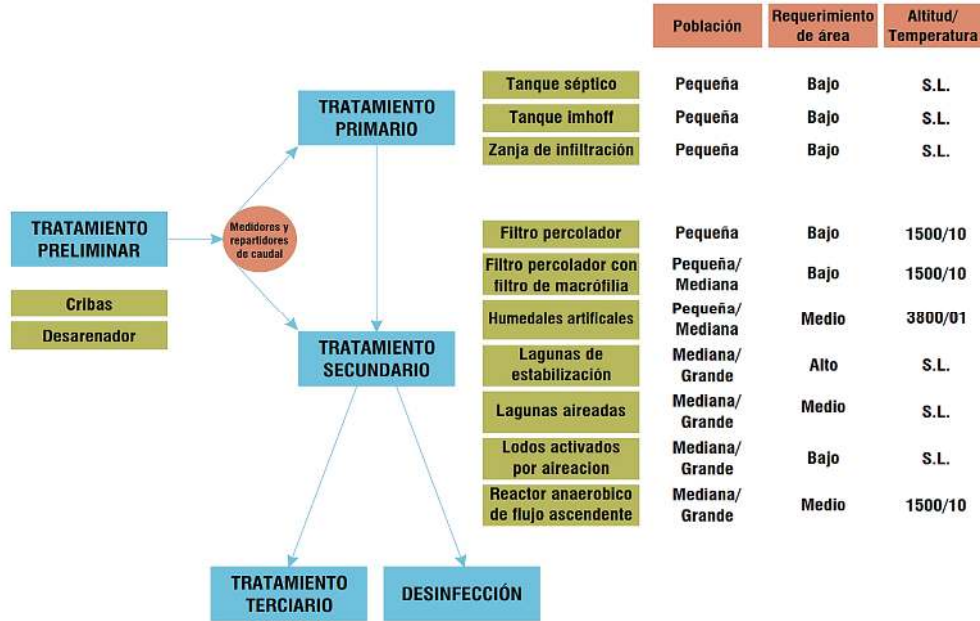 Población
Requerimiento
de área
Altitud/
Temperatura
TRATAMIENTO
PRIMARIO
Tanque séptico
Pequeña
Bajo
S.L.
Tanque imhoff
Pequeña
Bajo
S.L.
Zanja de infiltración
Pequeña
Bajo
S.L.
TRATAMIENTO
PRELIMINAR
Medidores y
repartidores
de caudal
Cribas
Desarenador
TRATAMIENTO
SECUNDARIO
Filtro percolador
Pequeña
Bajo
1500/10
Filtro percolador con
filtro de macrófilia
Pequeña/
Mediana
Bajo
1500/10
Humedales artificales
Pequeña/
Mediana
Medio
3800/01
Lagunas de
estabilización
Mediana/
Grande
Alto
S.L.
Lagunas aireadas
Mediana/
Grande
Medio
S.L.
Lodos activados
por aireacion
Mediana/
Grande
Bajo
S.L.
Reactor anaerobico
de flujo ascendente
Mediana/
Grande
Medio
1500/10
TRATAMIENTO
TERCIARIO
DESINFECCIÓN